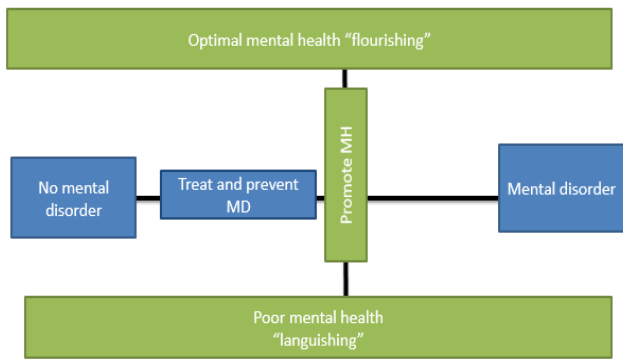 Optimal mental health “flourishing”
Promote MH
No mental
disorder
Treat and prevent
MD
Mental disorder
Poor mental health
“languishing”